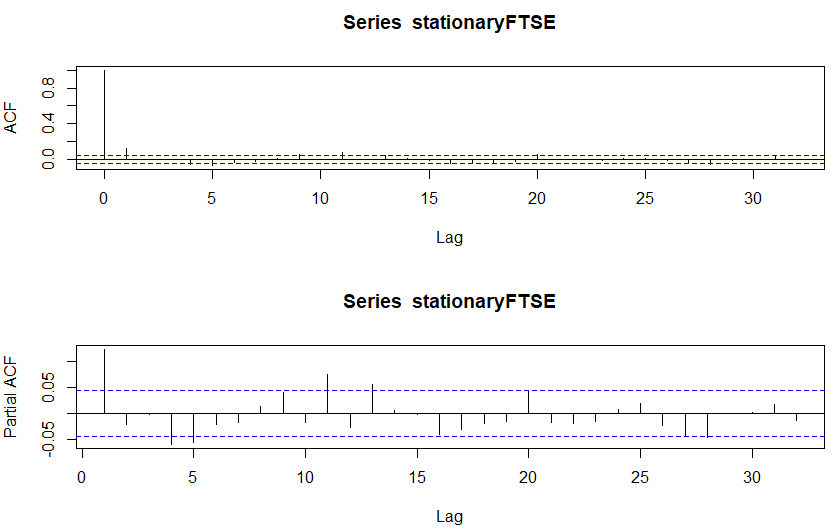 Series stationaryFTSE
ACF
0.0 0.4 0.8
0 5 10 15 20 25 30
Lag
Series stationaryFTSE
Partial ACF
-0.05 0.05
0 5 10 15 20 25 30
Lag